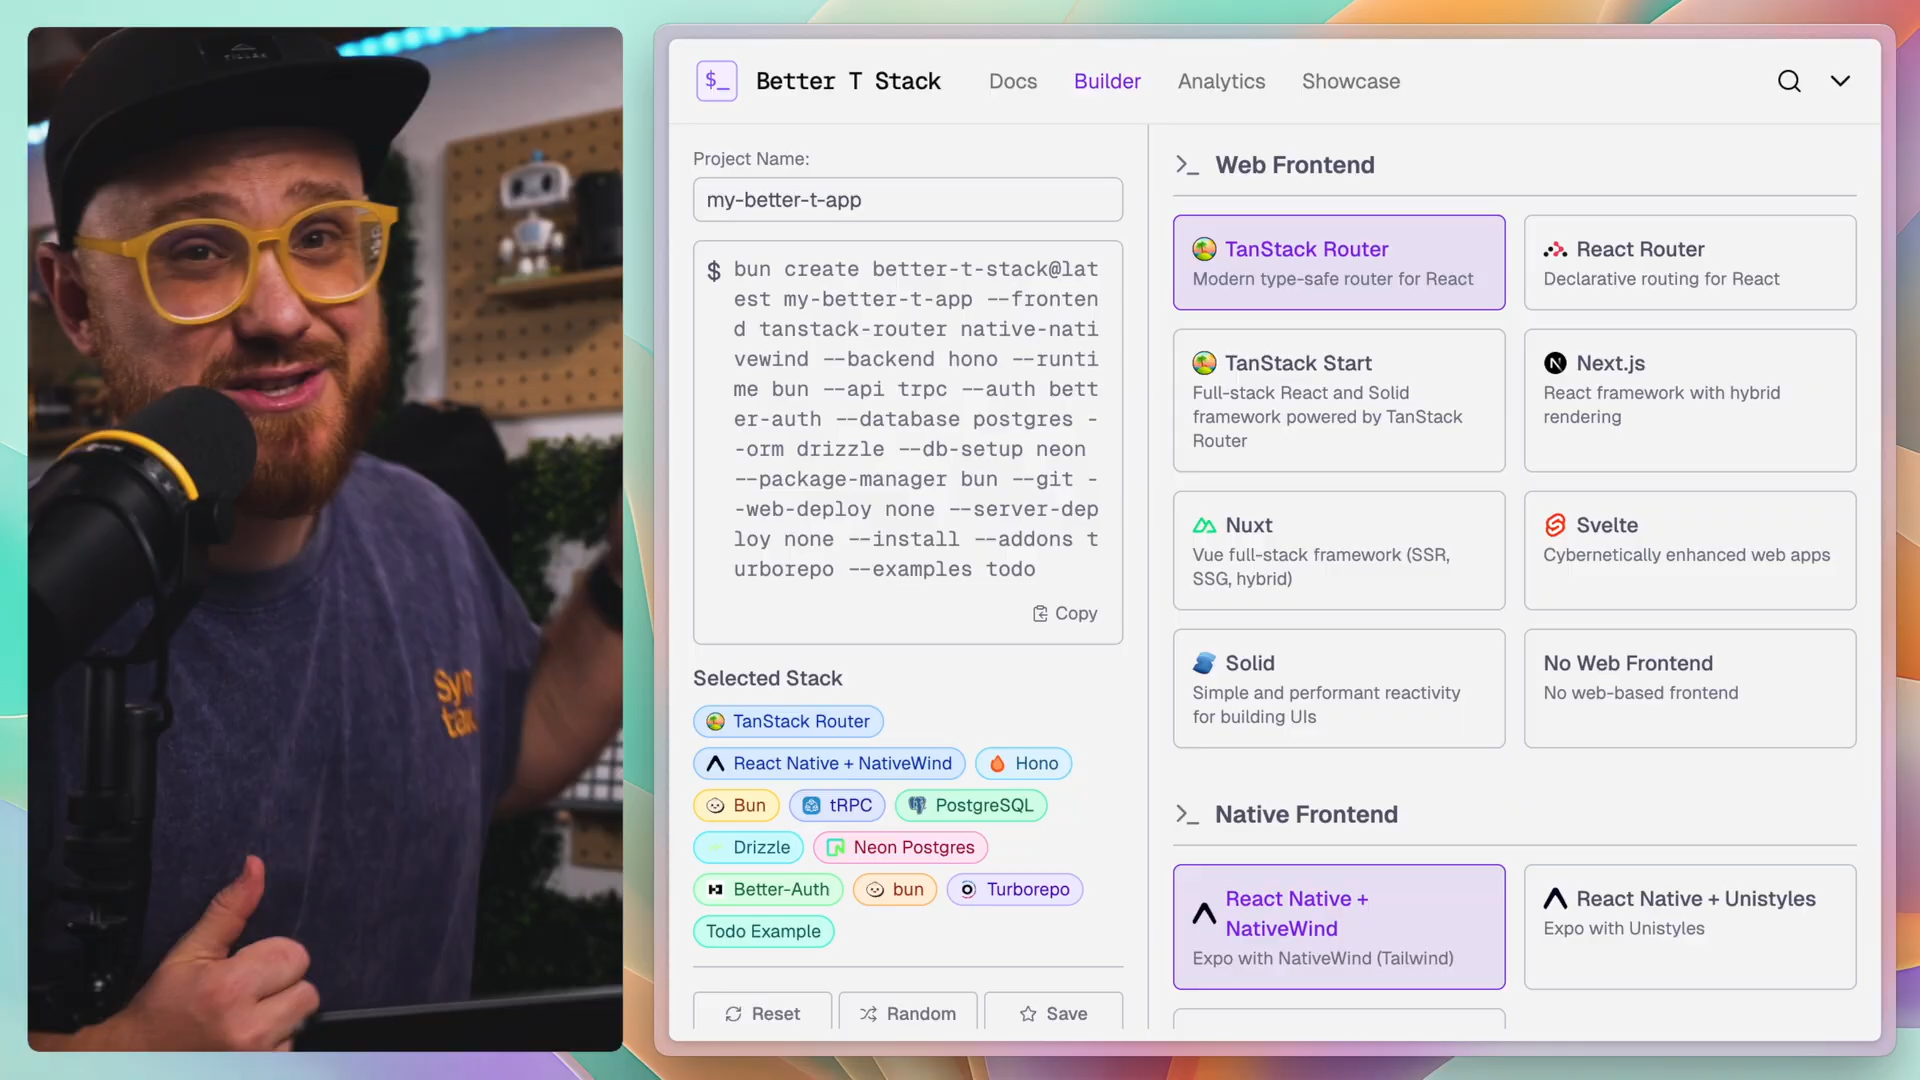 Syn
tax
$_
Better T Stack
Docs
Builder
Analytics
Showcase
Project Name:
my-better-t-app
$ bun create better-t-stack@lat
est my-better-t-app --fronten
d tanstack-router native-nati
vewind --backend hono --runti
me bun --api trpc --auth bett
er-auth --database postgres -
-orm drizzle --db-setup neon
--package-manager bun --git -
-web-deploy none --server-dep
loy none --install --addons t
urborepo --examples todo
Copy
Selected Stack
TanStack Router
React Native + NativeWind
Hono
Bun
tRPC
PostgreSQL
Drizzle
Neon Postgres
Better-Auth
bun
Turborepo
Todo Example
Reset
Random
Save
>_ Web Frontend
TanStack Router
Modern type-safe router for React
React Router
Declarative routing for React
TanStack Start
Full-stack React and Solid
framework powered by TanStack
Router
Next.js
React framework with hybrid
rendering
Nuxt
Vue full-stack framework (SSR,
SSG, hybrid)
Svelte
Cybernetically enhanced web apps
Solid
Simple and performant reactivity
for building UIs
No Web Frontend
No web-based frontend
>_ Native Frontend
React Native +
NativeWind
Expo with NativeWind (Tailwind)
React Native + Unistyles
Expo with Unistyles